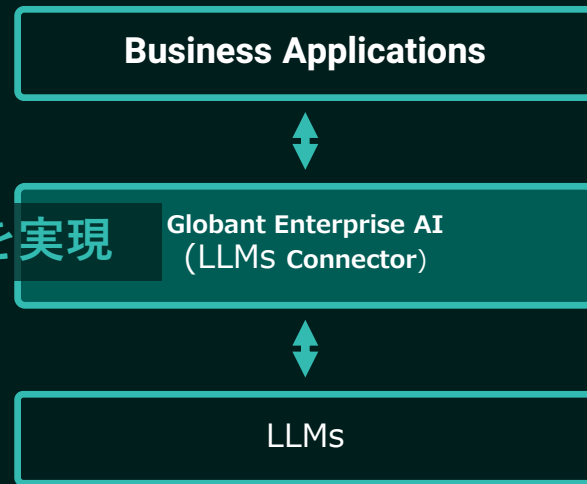 Business Applications
を実現
Globant Enterprise AI
(LLMs Connector)
LLMs